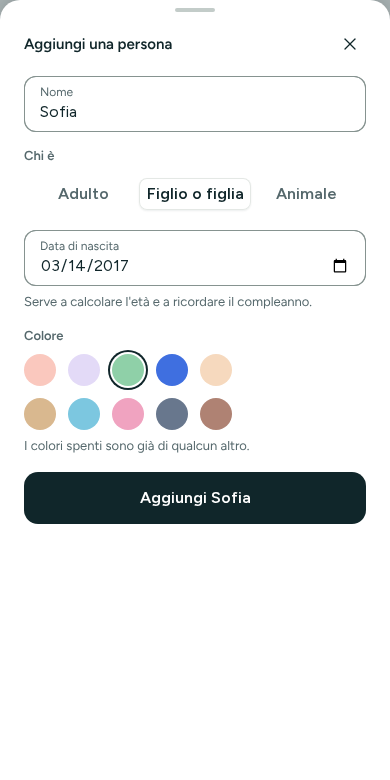 Aggiungi una persona
Nome
Sofia
Chi è
Adulto
Figlio o figlia
Animale
Data di nascita
03/14/2017
Serve a calcolare l'età e a ricordare il compleanno.
Colore
I colori spenti sono già di qualcun altro.
Aggiungi Sofia